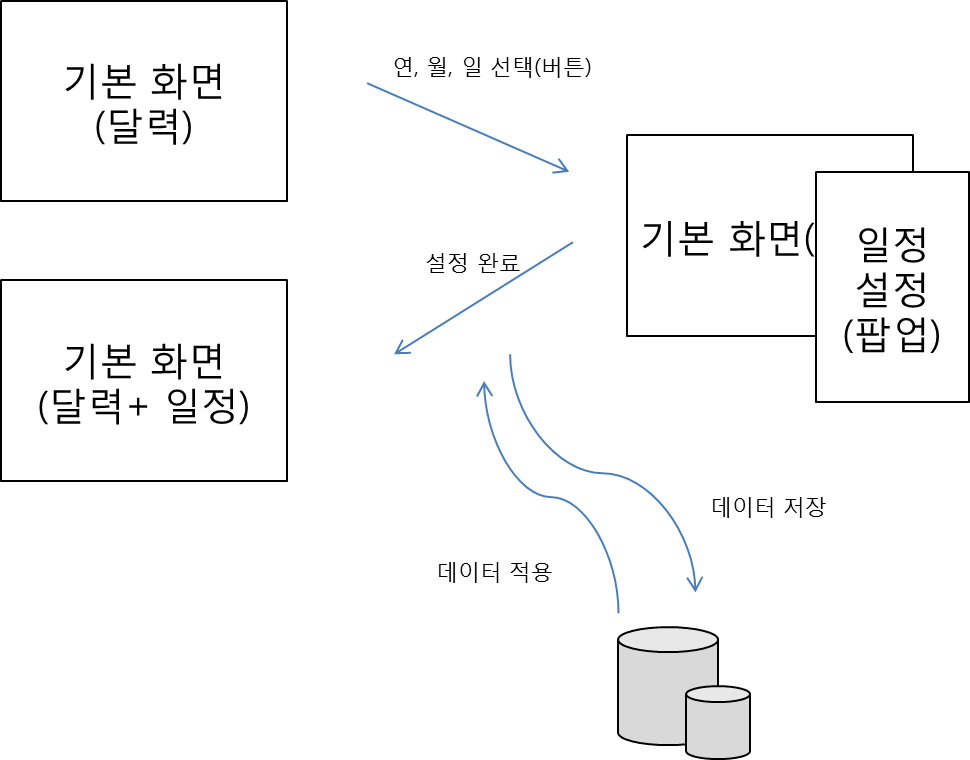 기본 화면
(달력)
연, 월, 일 선택(버튼)
기본 화면(
일정
설정
(팝업)
설정 완료
기본 화면
(달력+ 일정)
데이터 저장
데이터 적용